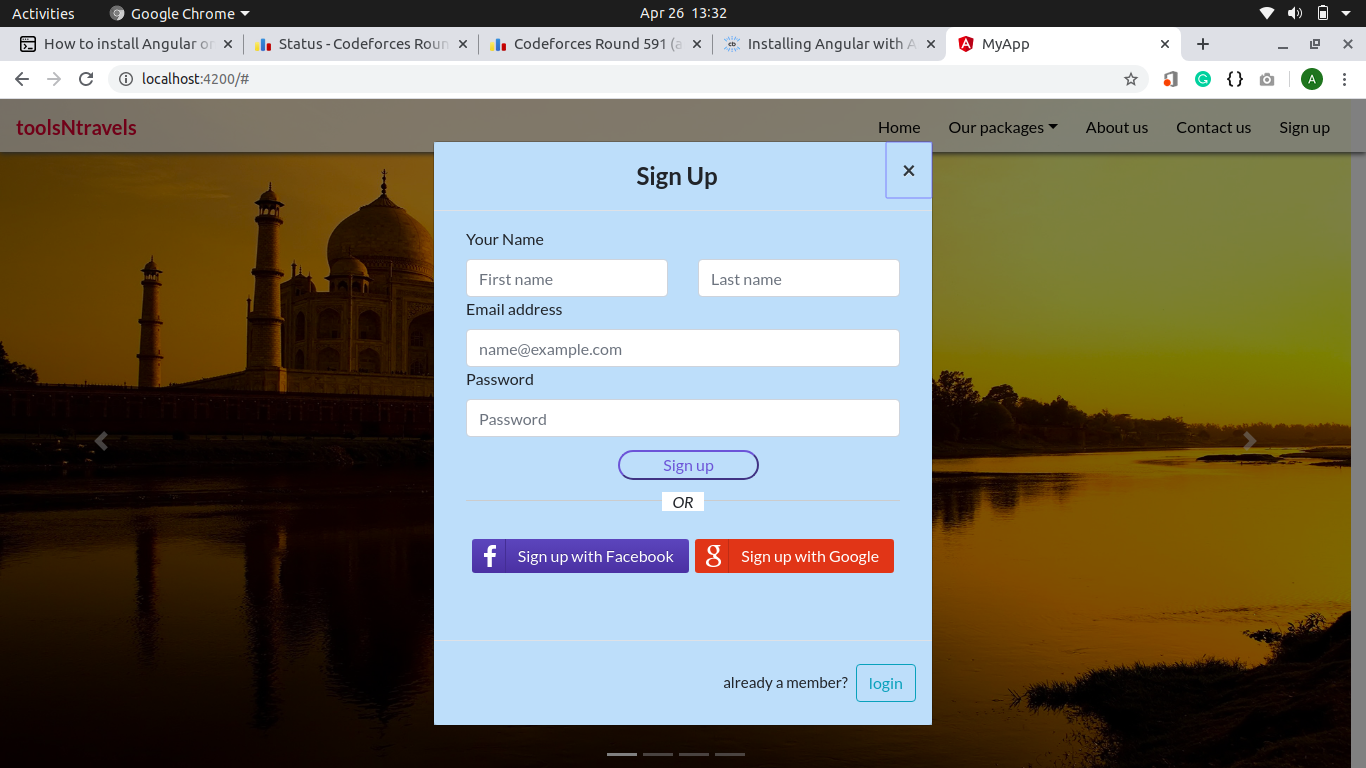 Activities Google Chrome Apr 26 13:32
How to install Angular on Status - Codeforces Roun Codeforces Round 591 (a Installing Angular with A MyApp
localhost:4200/# A
toolsNtravels Home Our packages About us Contact us Sign up
Sign Up ×
Your Name
First name Last name
Email address
name@example.com
Password
Password
Sign up
OR
f Sign up with Facebook g Sign up with Google
already a member? login